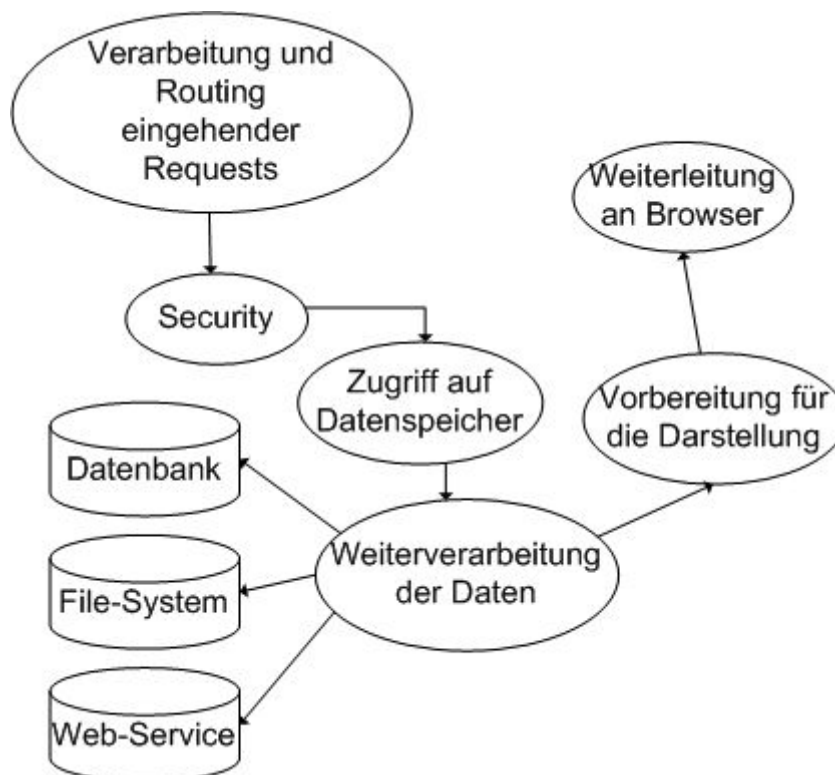 Verarbeitung und
Routing
eingehender
Requests
Weiterleitung
an Browser
Security
Zugriff auf
Datenspeicher
Vorbereitung für
die Darstellung
Datenbank
Weiterverarbeitung
der Daten
File-System
Web-Service